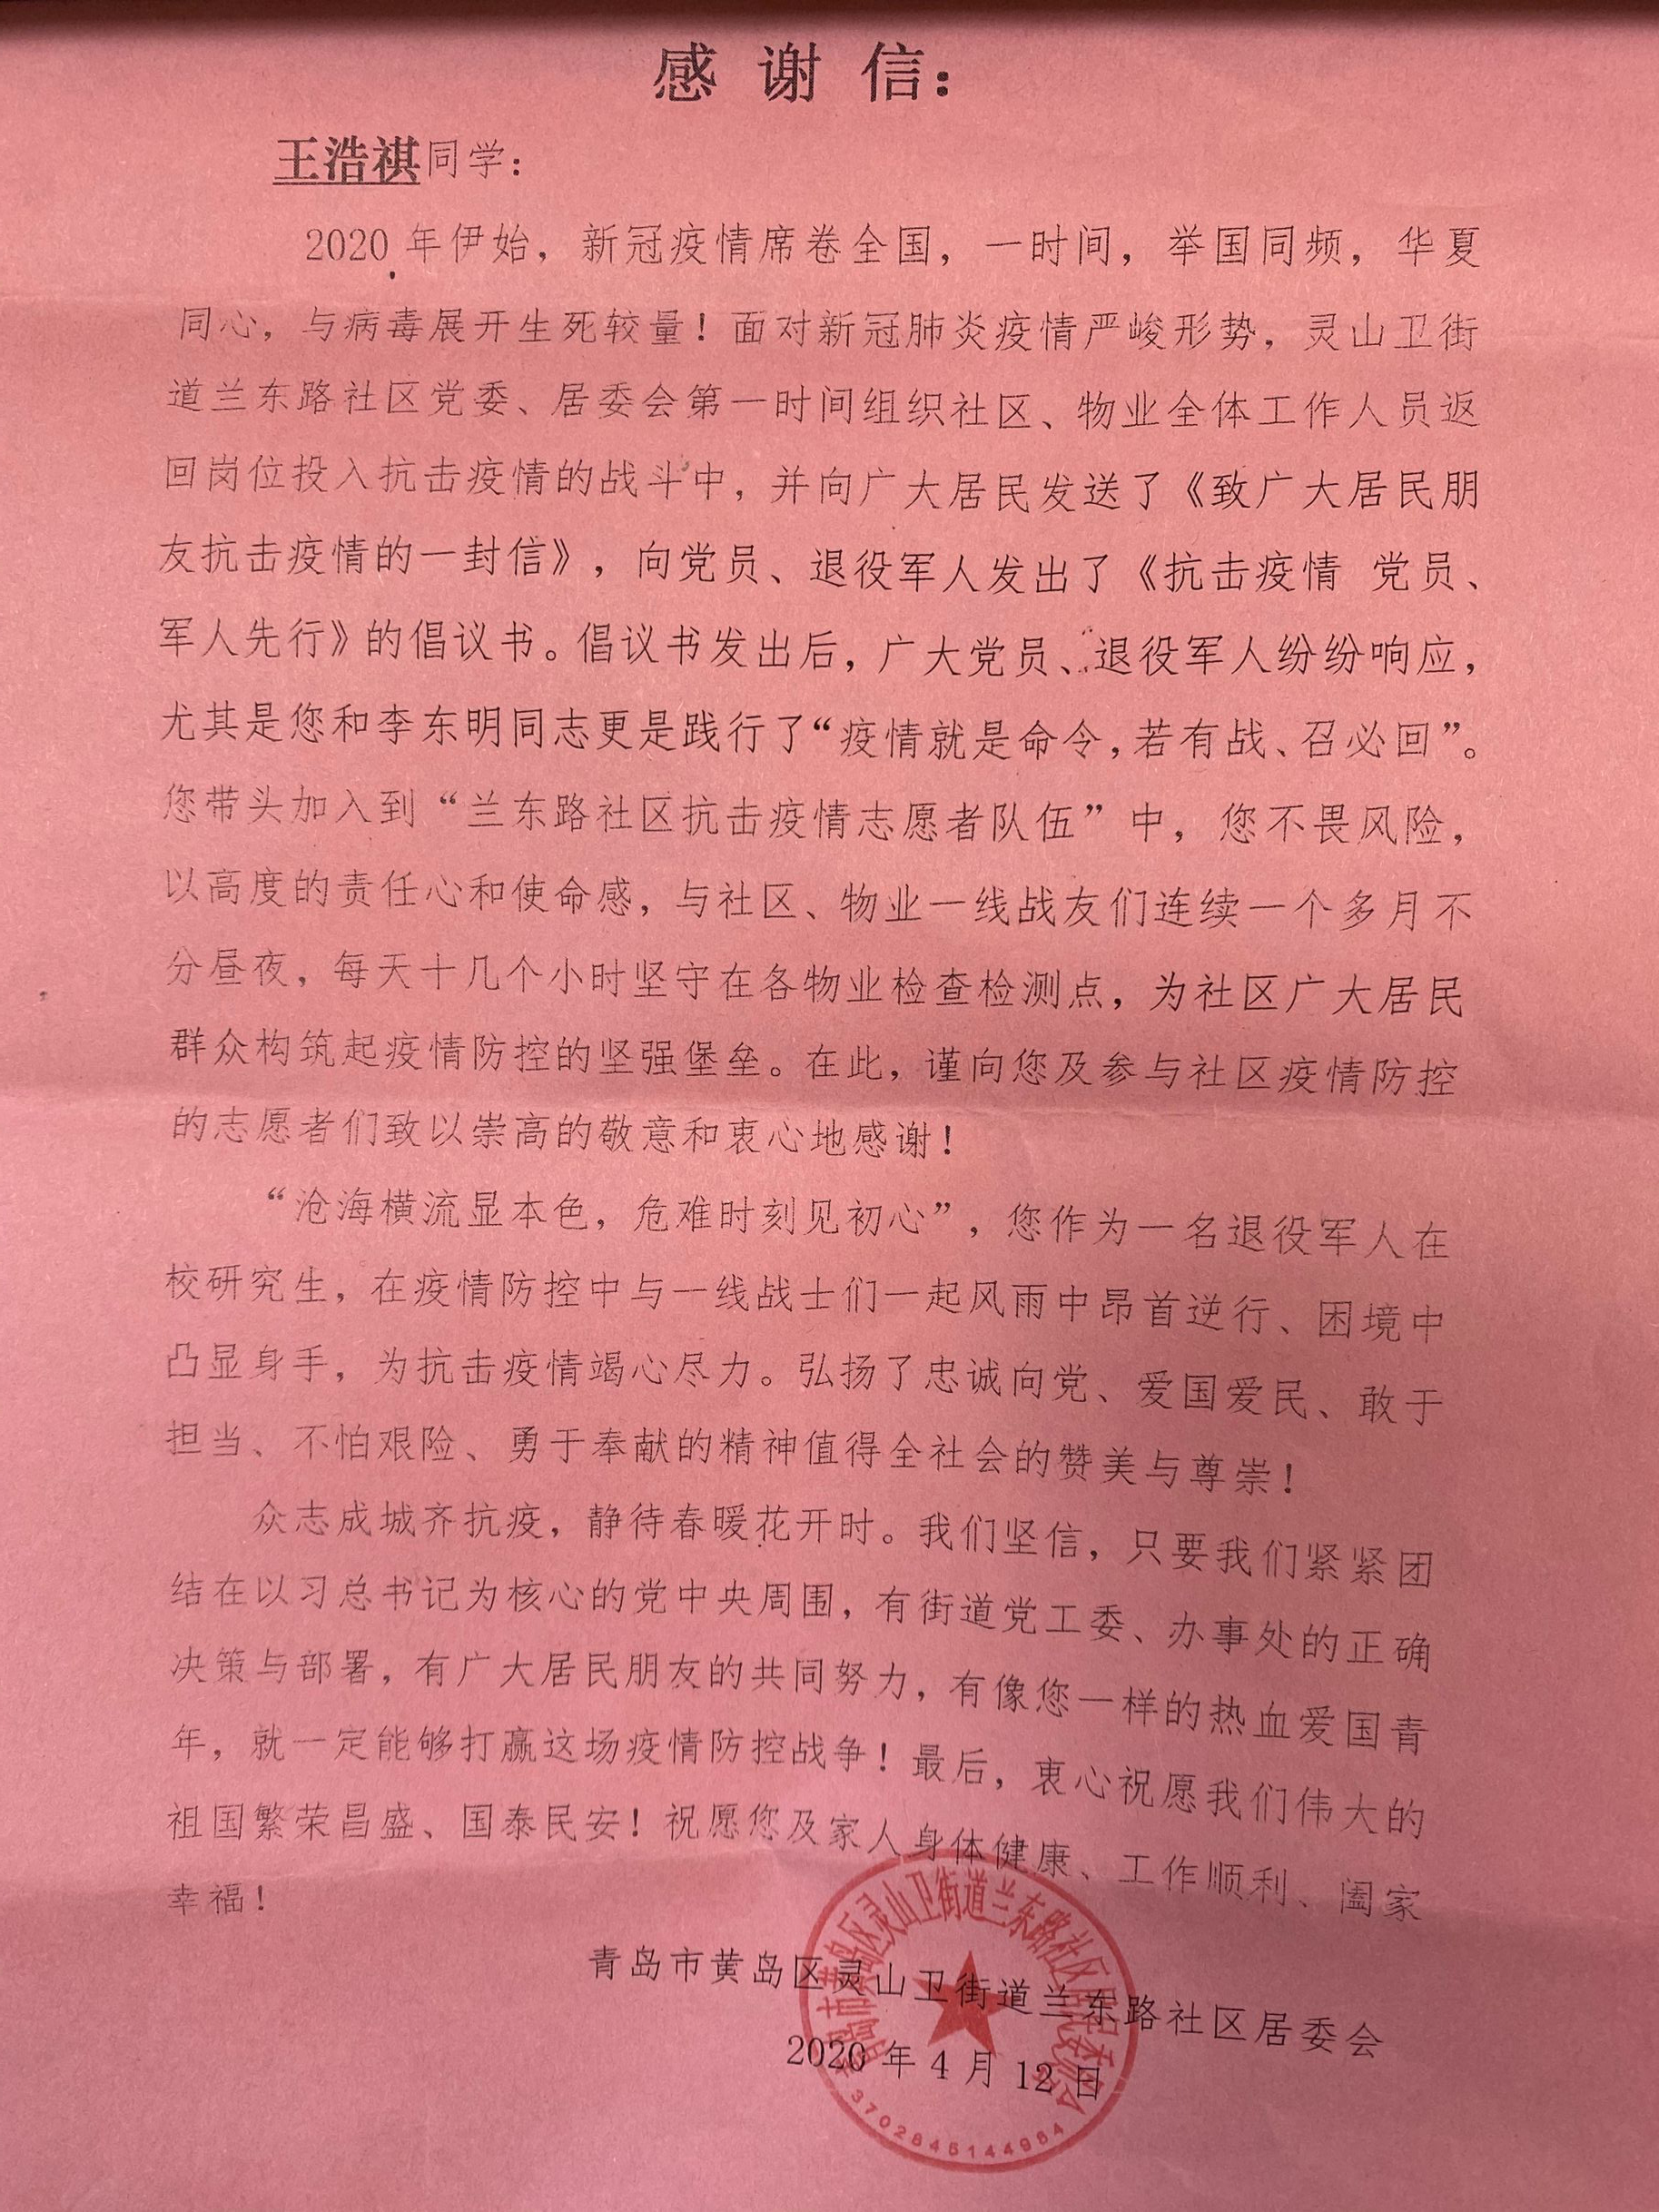 感 谢 信：
王浩祺同学：
2020 年伊始，新冠疫情席卷全国，一时间，举国同频，华夏
同心，与病毒展开生死较量！面对新冠肺炎疫情严峻形势，灵山卫街
道兰东路社区党委、居委会第一时间组织社区、物业全体工作人员返
回岗位投入抗击疫情的战斗中，并向广大居民发送了《致广大居民朋
友抗击疫情的一封信》，向党员、退役军人发出了《抗击疫情 党员、
军人先行》的倡议书。倡议书发出后，广大党员、退役军人纷纷响应，
尤其是您和李东明同志更是践行了“疫情就是命令，若有战、召必回”。
您带头加入到“兰东路社区抗击疫情志愿者队伍”中，您不畏风险，
以高度的责任心和使命感，与社区、物业一线战友们连续一个多月不
分昼夜，每天十几个小时坚守在各物业检查检测点，为社区广大居民
群众构筑起疫情防控的坚强堡垒。在此，谨向您及参与社区疫情防控
的志愿者们致以崇高的敬意和衷心地感谢！
“沧海横流显本色，危难时刻见初心”，您作为一名退役军人在
校研究生，在疫情防控中与一线战士们一起风雨中昂首逆行、困境中
凸显身手，为抗击疫情竭心尽力。弘扬了忠诚向党、爱国爱民、敢于
担当、不怕艰险、勇于奉献的精神值得全社会的赞美与尊崇！
众志成城齐抗疫，静待春暖花开时。我们坚信，只要我们紧紧团
结在以习总书记为核心的党中央周围，有街道党工委、办事处的正确
决策与部署，有广大居民朋友的共同努力，有像您一样的热血爱国青
年，就一定能够打赢这场疫情防控战争！最后，衷心祝愿我们伟大的
祖国繁荣昌盛、国泰民安！祝愿您及家人身体健康、工作顺利、阖家
幸福！
青岛市黄岛区灵山卫街道兰东路社区居委会
2020 年 4 月 12 日
青岛市黄岛区灵山卫街道兰东路社区居民委员会
3702845144984